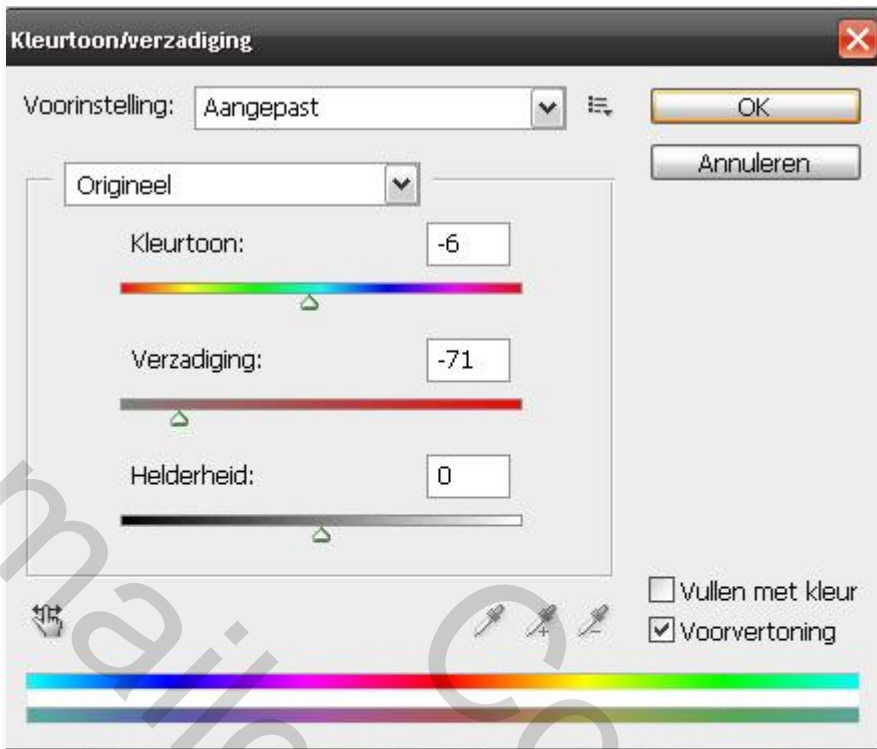 Kleurtoon/verzadiging
Voorinstelling: Aangepast
OK
Annuleren
Origineel
Kleurtoon: -6
Verzadiging: -71
Helderheid: 0
Vullen met kleur
Voorvertoning